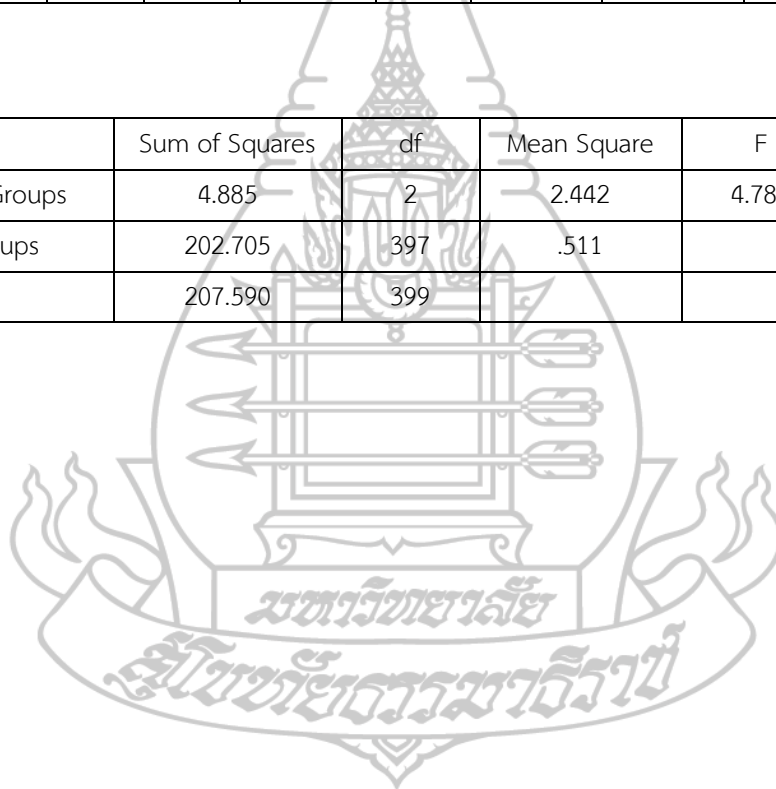 Sum of Squares df Mean Square F
Groups 4.885 2 2.442 4.78
ups 202.705 397 .511
207.590 399
มหาวิทยาลัย
สุโขทัยธรรมาธิราช